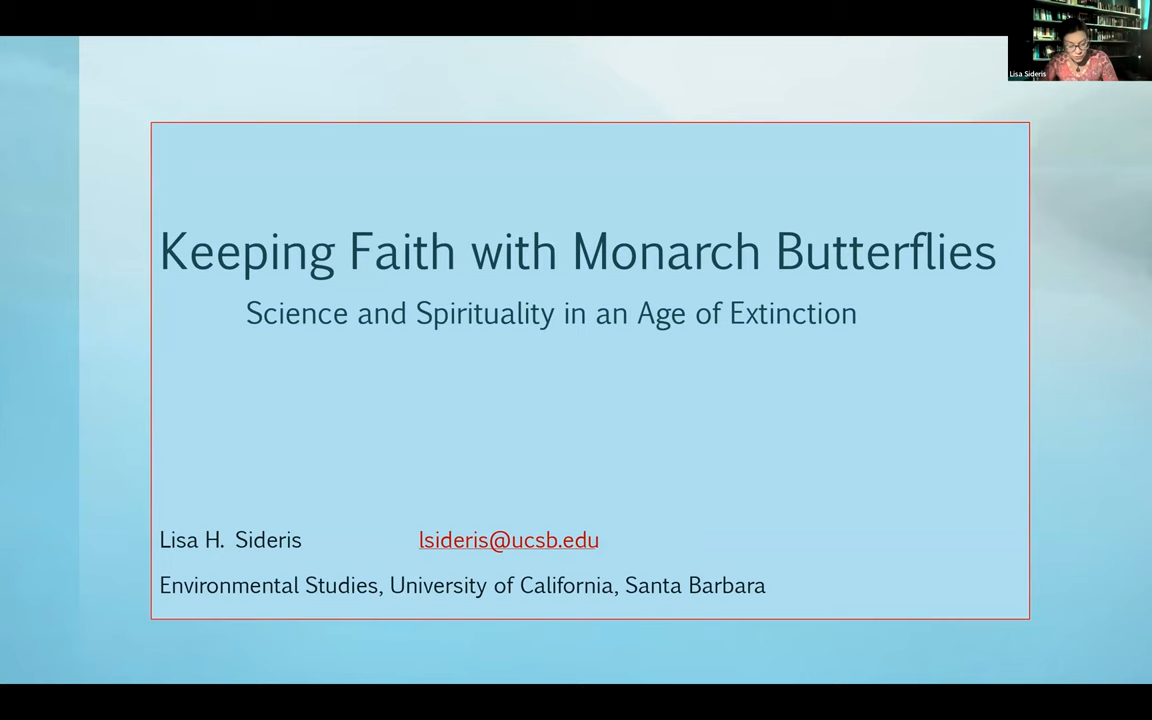 Lisa Sideris
Keeping Faith with Monarch Butterflies
Science and Spirituality in an Age of Extinction
Lisa H. Sideris lsideris@ucsb.edu
Environmental Studies, University of California, Santa Barbara